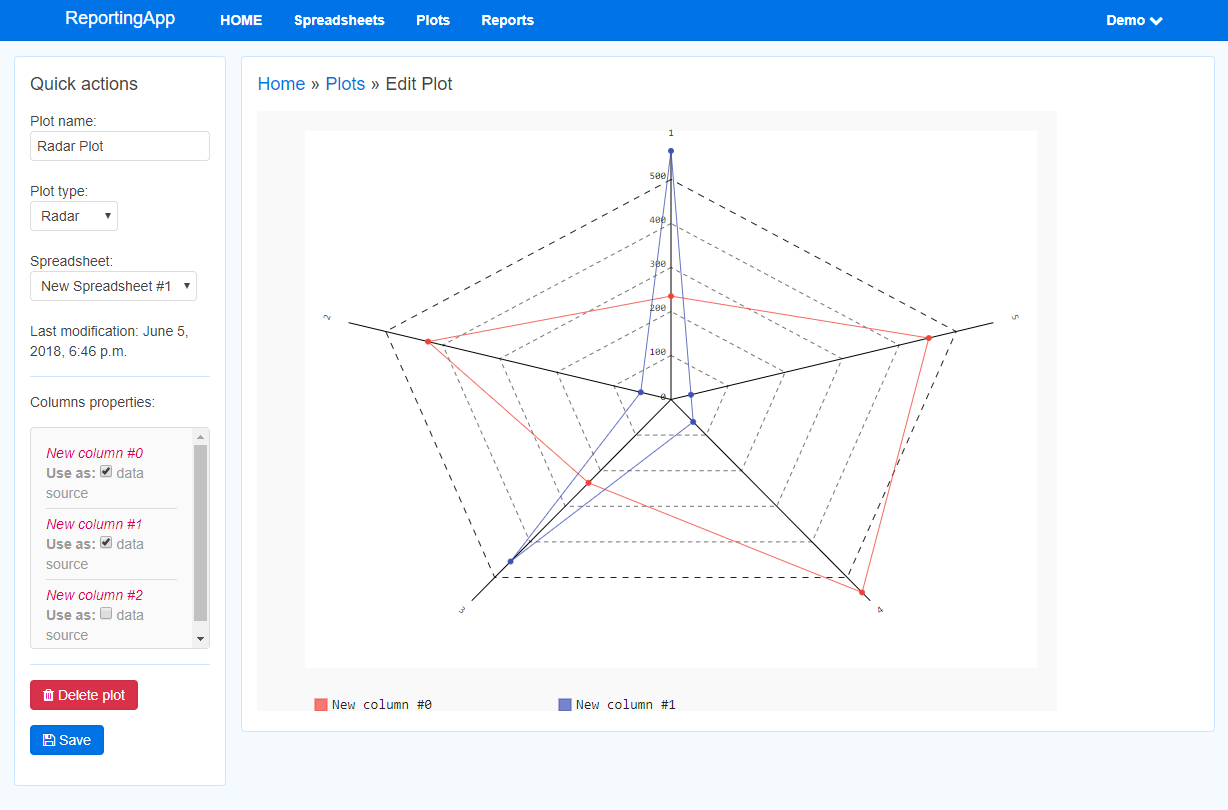 ReportingApp HOME Spreadsheets Plots Reports Demo
Quick actions
Plot name:
Radar Plot
Plot type:
Radar
Spreadsheet:
New Spreadsheet #1
Last modification: June 5,
2018, 6:46 p.m.
Columns properties:
New column #0
Use as: data
source
New column #1
Use as: data
source
New column #2
Use as: data
source
Delete plot
Save
Home » Plots » Edit Plot
1
500
400
300
200
100
0
2
5
3
4
New column #0
New column #1